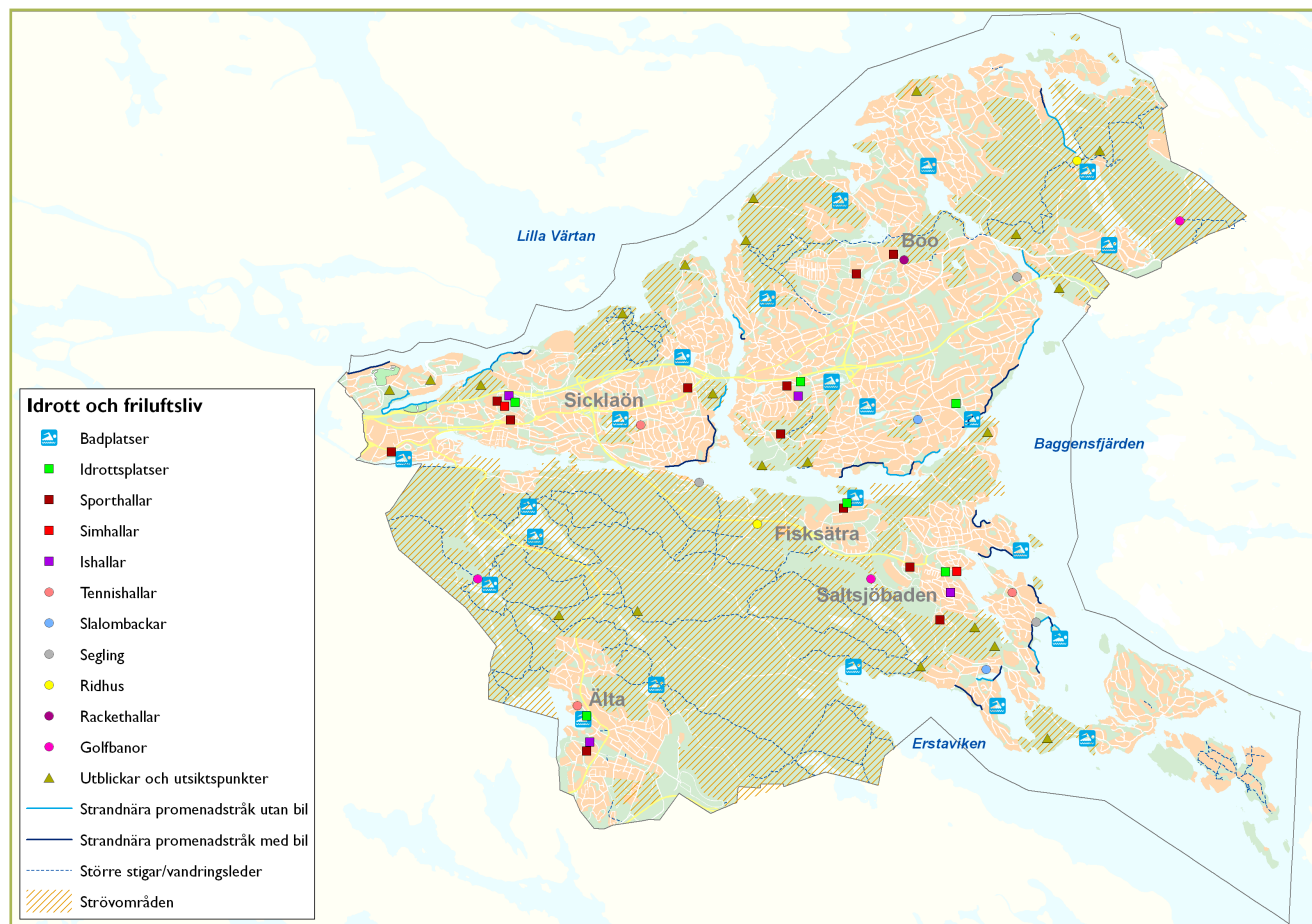 Lilla Värtan
Boo
Sicklaön
Baggensfjärden
Fisksätra
Saltsjöbaden
Älta
Erstaviken
Idrott och friluftsliv
Badplatser
Idrottsplatser
Sporthallar
Simhallar
Ishallar
Tennishallar
Slalombackar
Segling
Ridhus
Rackethallar
Golfbanor
Utblickar och utsiktspunkter
Strandnära promenadstråk utan bil
Strandnära promenadstråk med bil
Större stigar/vandringsleder
Strövområden